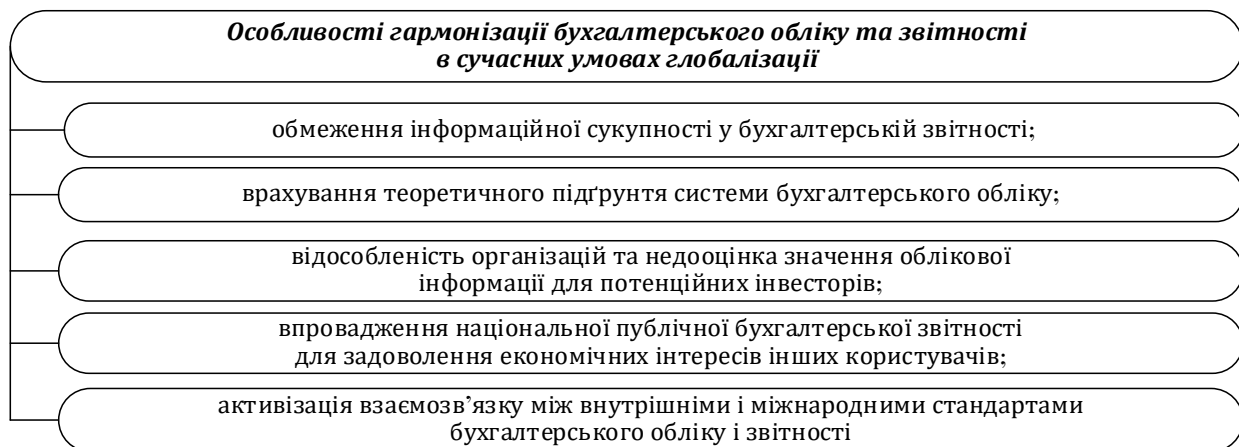 Особливості гармонізації бухгалтерського обліку та звітності
в сучасних умовах глобалізації
обмеження інформаційної сукупності у бухгалтерській звітності;
врахування теоретичного підґрунтя системи бухгалтерського обліку;
відособленість організацій та недооцінка значення облікової
інформації для потенційних інвесторів;
впровадження національної публічної бухгалтерської звітності
для задоволення економічних інтересів інших користувачів;
активізація взаємозв’язку між внутрішніми і міжнародними стандартами
бухгалтерського обліку і звітності